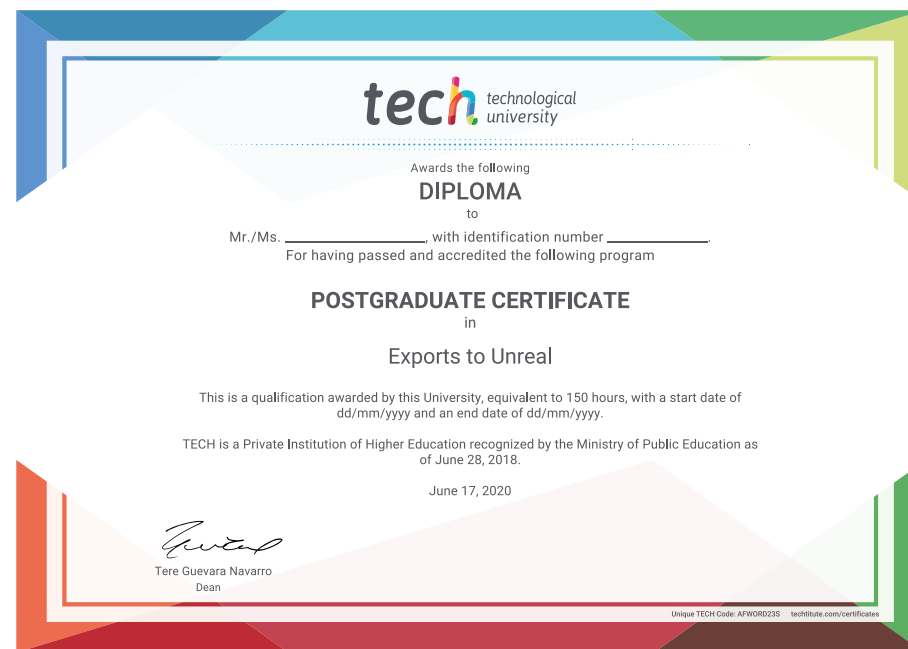 tech technological
university
Awards the following
DIPLOMA
to
Mr./Ms. ____________, with identification number ____________.
For having passed and accredited the following program
POSTGRADUATE CERTIFICATE
in
Exports to Unreal
This is a qualification awarded by this University, equivalent to 150 hours, with a start date of
dd/mm/yyyy and an end date of dd/mm/yyyy.
TECH is a Private Institution of Higher Education recognized by the Ministry of Public Education as
of June 28, 2018.
June 17, 2020
Tere Guevara Navarro
Dean
Unique TECH Code: AFWORD23S techtitute.com/certificates